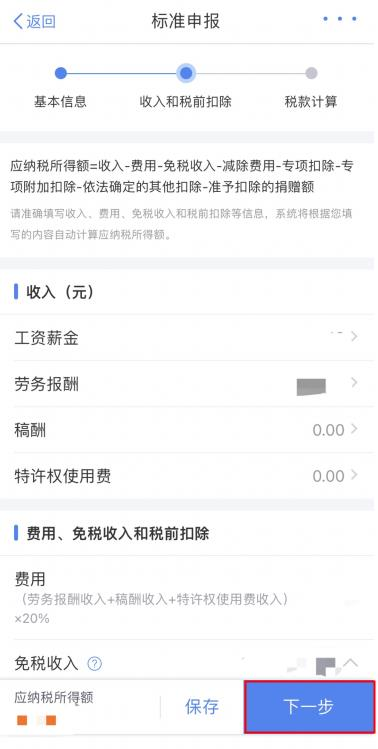 返回
标准申报
基本信息
收入和税前扣除
税款计算
应纳税所得额=收入-费用-免税收入-减除费用-专项扣除-专
项附加扣除-依法确定的其他扣除-准予扣除的捐赠额
请准确填写收入、费用、免税收入和税前扣除等信息，系统将根据您填
写的内容自动计算应纳税所得额。
收入（元）
工资薪金
劳务报酬
稿酬 0.00
特许权使用费 0.00
费用、免税收入和税前扣除
费用
（劳务报酬收入+稿酬收入+特许权使用费收入）
×20%
免税收入 ?
应纳税所得额
保存
下一步